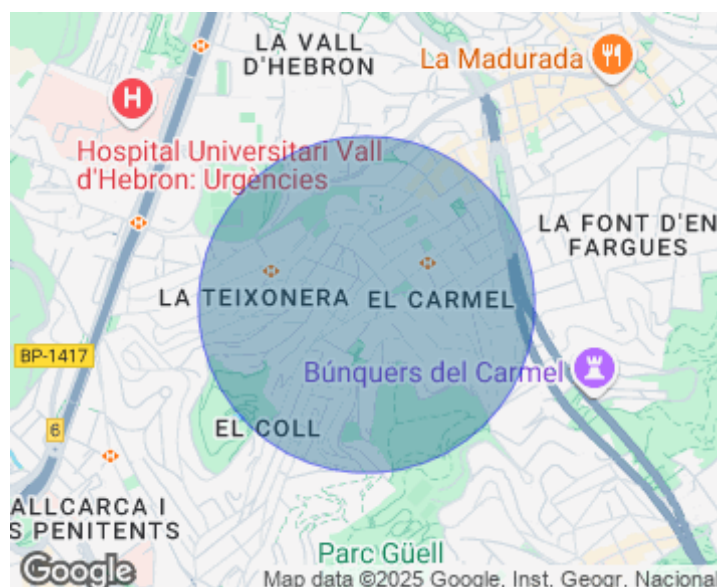 LA VALL
D'HEBRON
La Madurada
H
Hospital Universitari Vall
d'Hebron: Urgències
LA FONT D'EN
FARGUES
LA TEIXONERA
EL CARMEL
BP-1417
Búnquers del Carmel
6
EL COLL
ALLCARCA I
S PENITENTS
Parc Güell
Google
Map data ©2025 Google, Inst. Geogr. Nacional